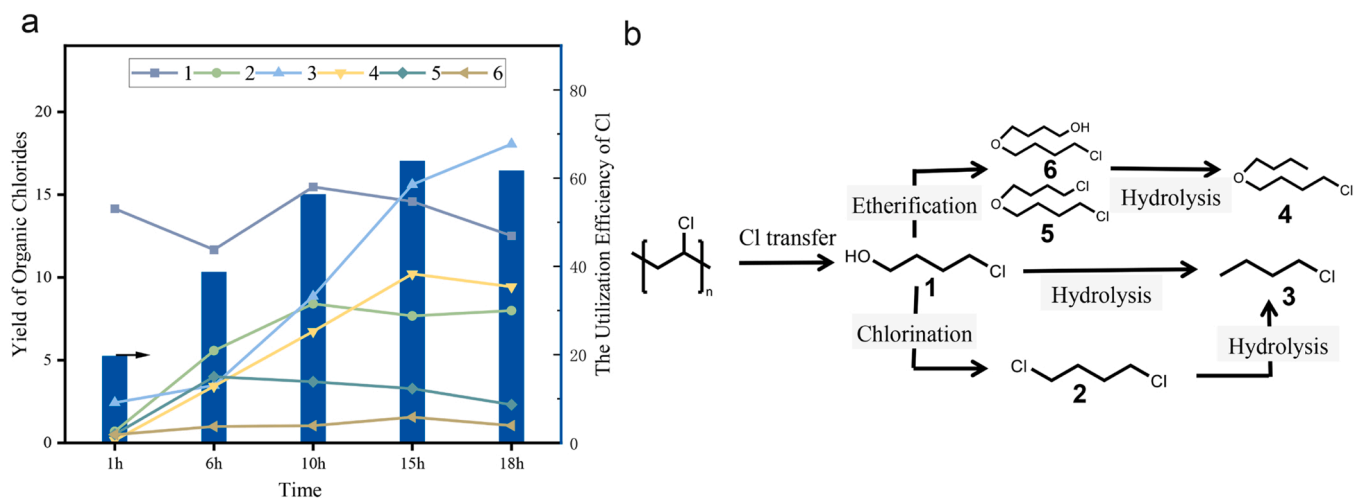 a
1 2 3 4 5 6
Yield of Organic Chlorides
20
15
10
5
0
The Utilization Efficiency of Cl
80
60
40
20
0
1h 6h 10h 15h 18h
Time
b
OH
O
Cl
6
Cl
O
Cl
5
Etherification
Hydrolysis
O
Cl
4
Cl
n
Cl transfer
HO
Cl
1
Hydrolysis
Cl
3
Chlorination
Hydrolysis
Cl
Cl
2